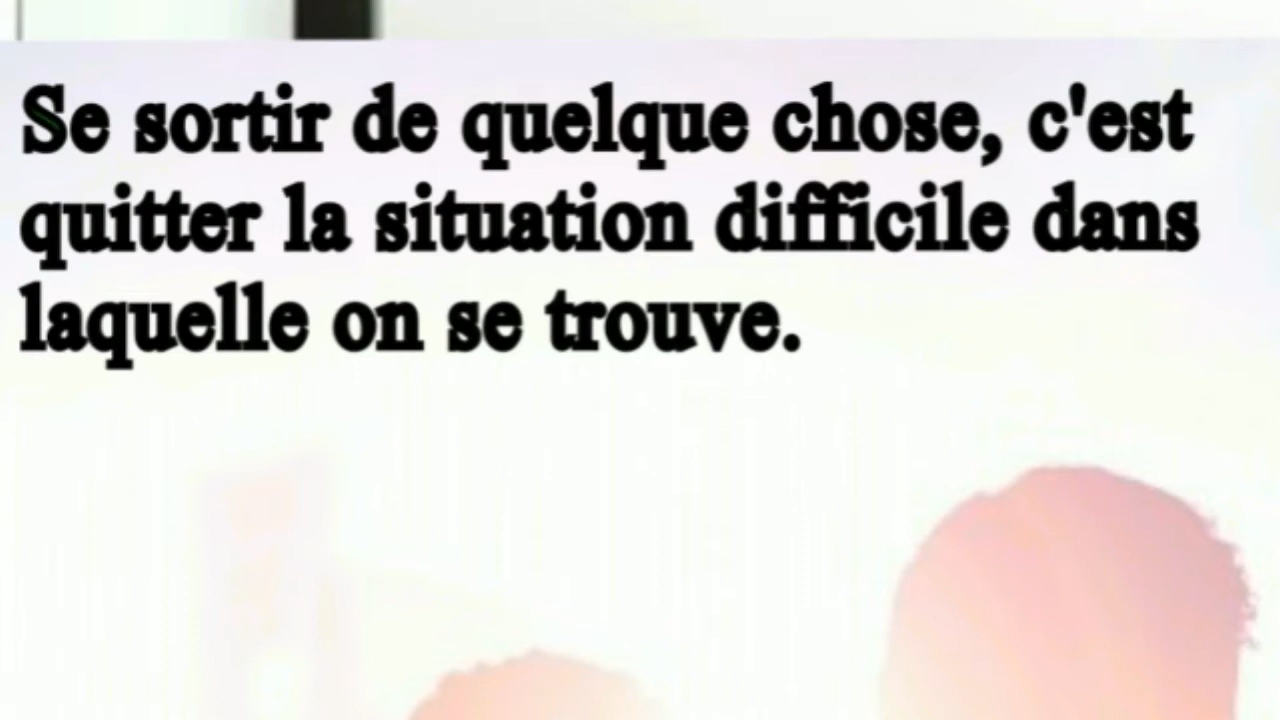 Se sortir de quelque chose, c'est
quitter la situation difficile dans
laquelle on se trouve.